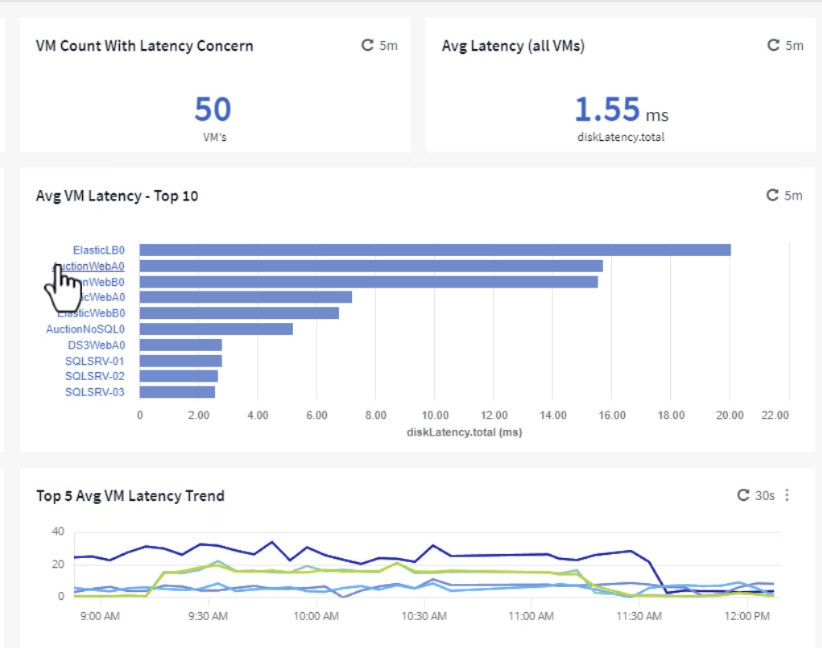 VM Count With Latency Concern 5m
50
VM's
Avg Latency (all VMs) 5m
1.55 ms
diskLatency.total
Avg VM Latency - Top 10 5m
ElasticLB0
uctionWebA0
nWebB0
icWebA0
ElasticWebB0
AuctionNoSQL0
DS3WebA0
SQLSRV-01
SQLSRV-02
SQLSRV-03
0 2.00 4.00 6.00 8.00 10.00 12.00 14.00 16.00 18.00 20.00 22.00
diskLatency.total (ms)
Top 5 Avg VM Latency Trend 30s
40
20
0
9:00 AM 9:30 AM 10:00 AM 10:30 AM 11:00 AM 11:30 AM 12:00 PM